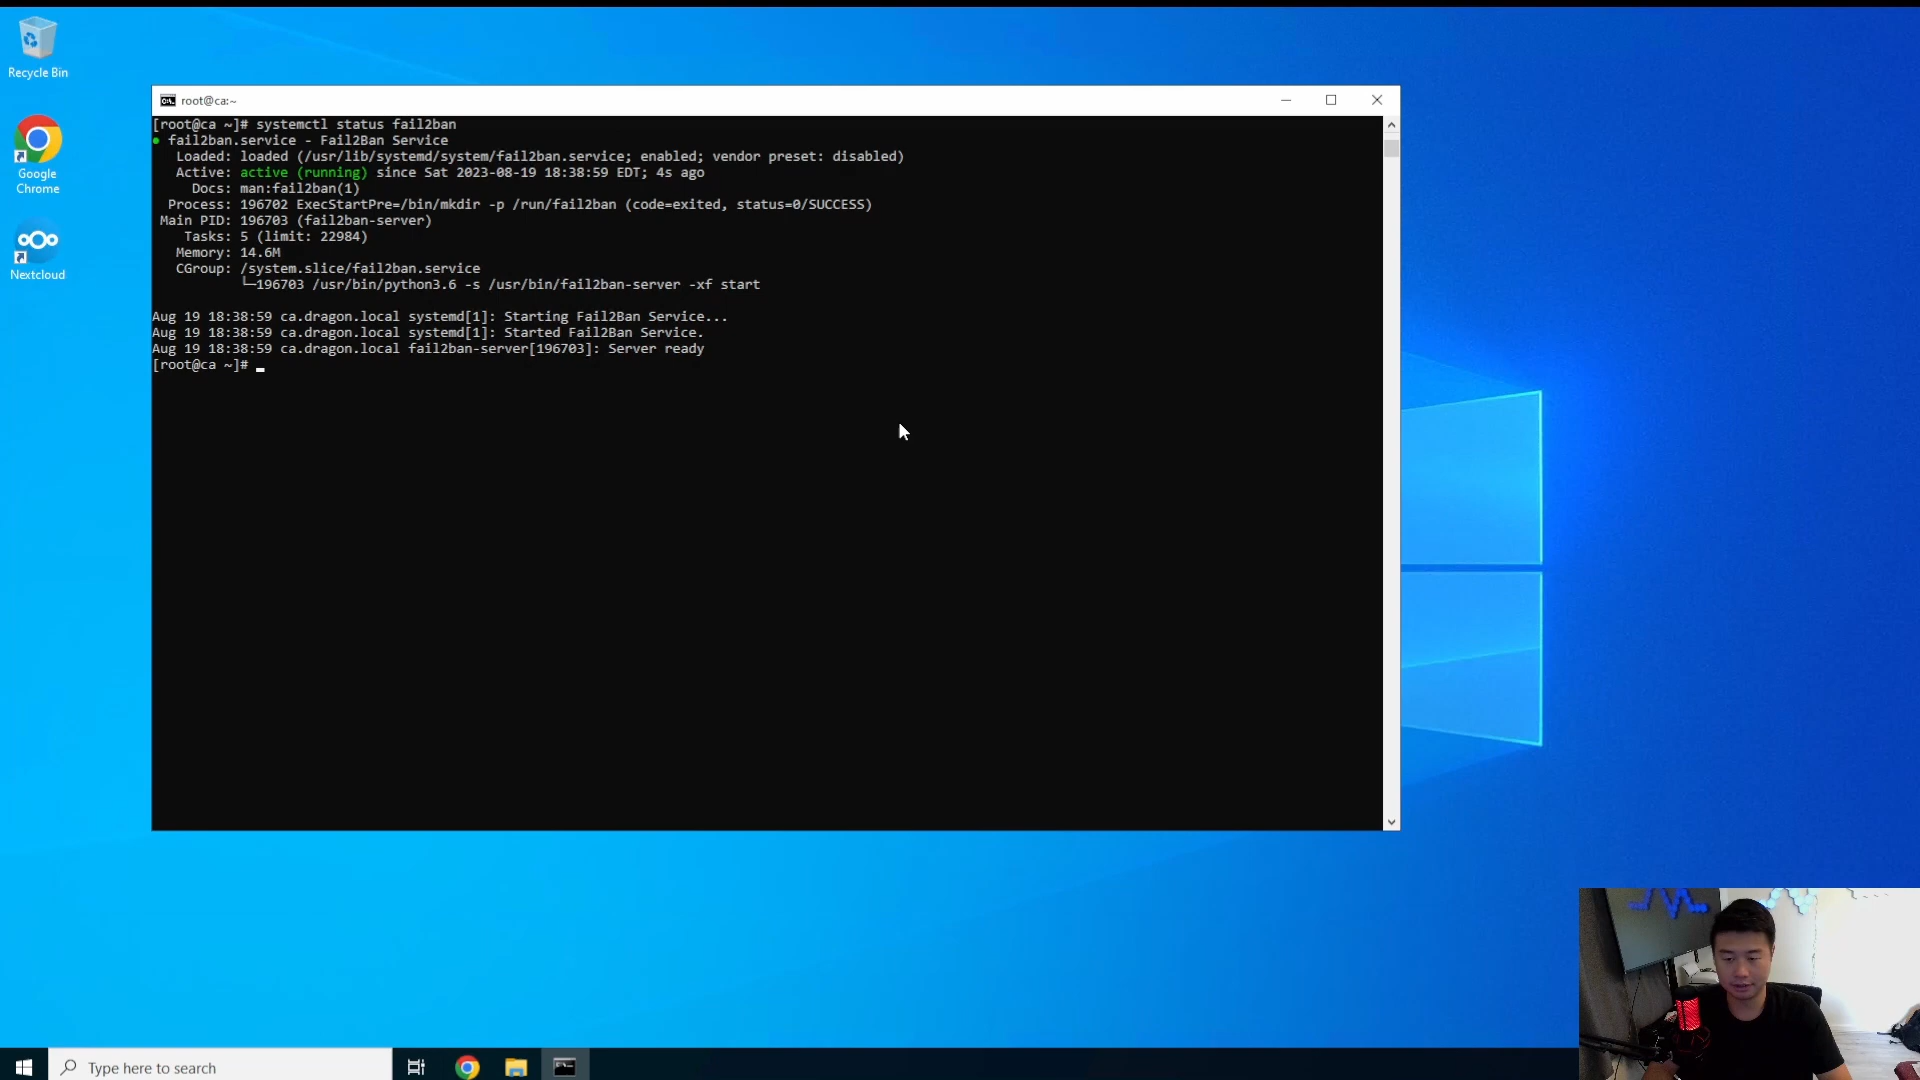 Recycle Bin
Google
Chrome
Nextcloud
root@ca:~
[root@ca ~]# systemctl status fail2ban
● fail2ban.service - Fail2Ban Service
Loaded: loaded (/usr/lib/systemd/system/fail2ban.service; enabled; vendor preset: disabled)
Active: active (running) since Sat 2023-08-19 18:38:59 EDT; 4s ago
Docs: man:fail2ban(1)
Process: 196702 ExecStartPre=/bin/mkdir -p /run/fail2ban (code=exited, status=0/SUCCESS)
Main PID: 196703 (fail2ban-server)
Tasks: 5 (limit: 22984)
Memory: 14.6M
CGroup: /system.slice/fail2ban.service
└─196703 /usr/bin/python3.6 -s /usr/bin/fail2ban-server -xf start
Aug 19 18:38:59 ca.dragon.local systemd[1]: Starting Fail2Ban Service...
Aug 19 18:38:59 ca.dragon.local systemd[1]: Started Fail2Ban Service.
Aug 19 18:38:59 ca.dragon.local fail2ban-server[196703]: Server ready
[root@ca ~]#
Type here to search